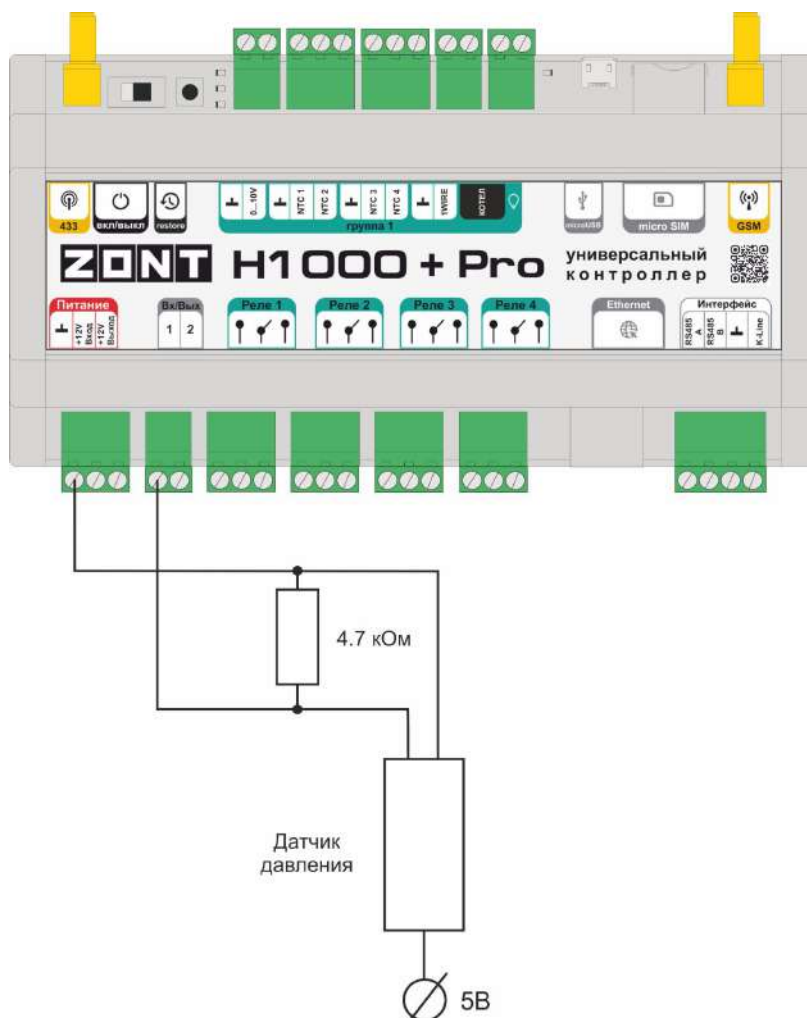 433
вкл/выкл
restore
0...10V
NTC 1
NTC 2
NTC 3
NTC 4
1WIRE
КОТЕЛ
группа 1
microUSB
micro SIM
GSM
ZONT H1000 + Pro
универсальный
контроллер
Питание
+12V
Вход
+12V
Выход
Вх/Вых
1 2
Реле 1
Реле 2
Реле 3
Реле 4
Ethernet
Интерфейс
RS485
A
RS485
B
K-Line
4.7 кОм
Датчик
давления
5В